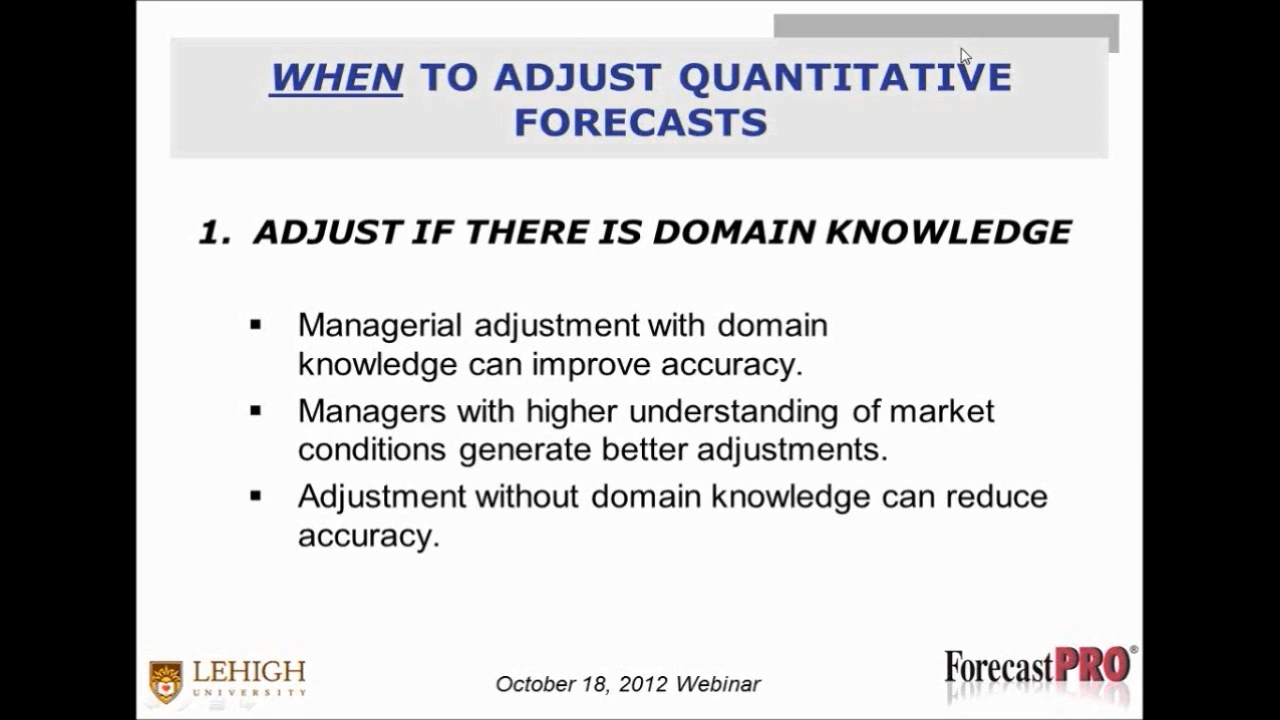 WHEN TO ADJUST QUANTITATIVE
FORECASTS
1. ADJUST IF THERE IS DOMAIN KNOWLEDGE
▪ Managerial adjustment with domain
knowledge can improve accuracy.
▪ Managers with higher understanding of market
conditions generate better adjustments.
▪ Adjustment without domain knowledge can reduce
accuracy.
LEHIGH
UNIVERSITY
October 18, 2012 Webinar
ForecastPRO®